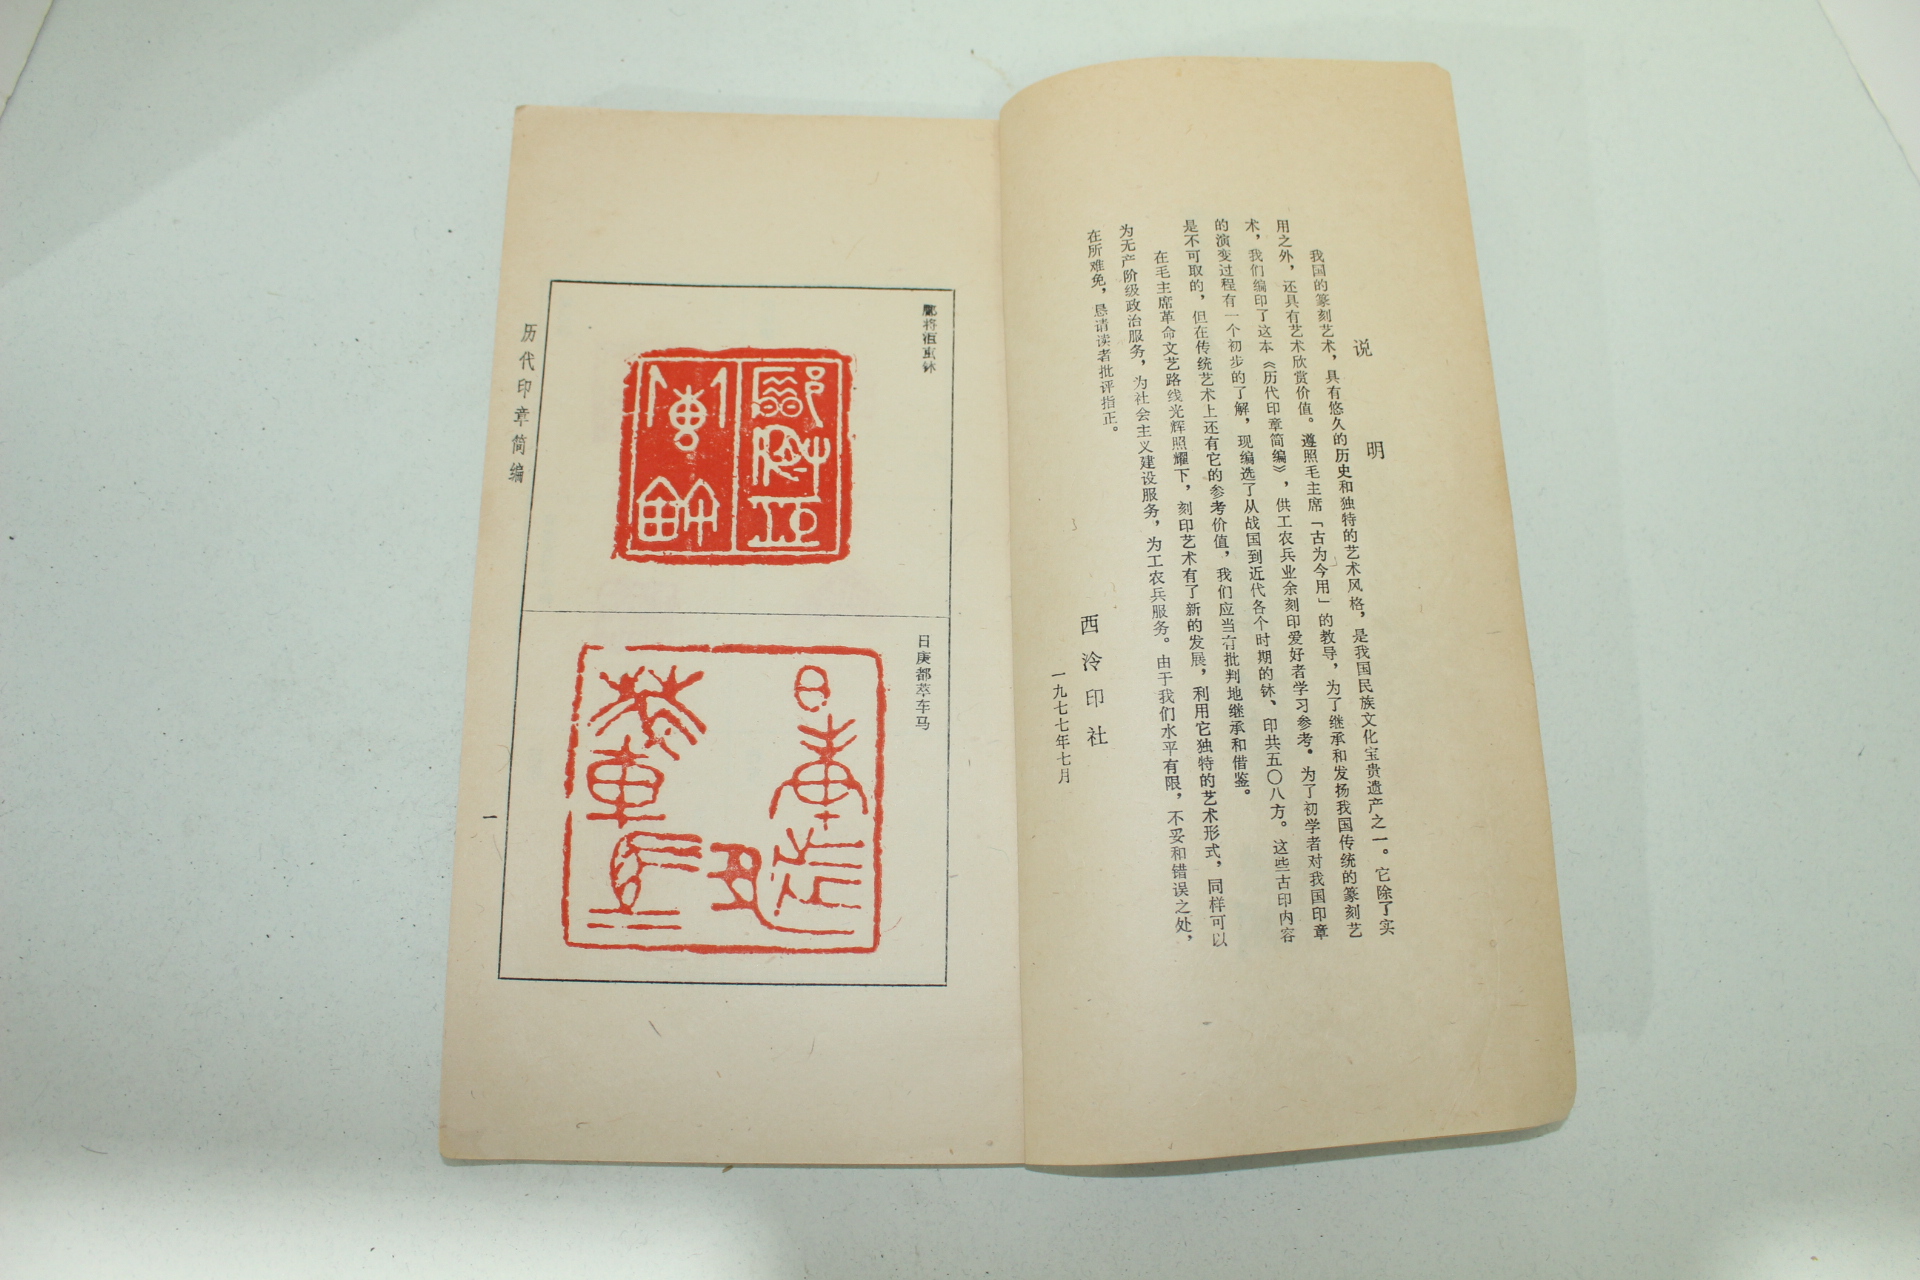 说明
我国的篆刻艺术，具有悠久的历史和独特的艺术风格，是我国民族文化宝贵遗产之一。它除了实
用之外，还具有艺术欣赏价值。遵照毛主席「古为今用」的教导，为了继承和发扬我国传统的篆刻艺
术，我们编印了这本《历代印章简编》，供工农兵业余刻印爱好者学习参考。为了初学者对我国印章
的演变过程有一个初步的了解，现编选了从战国到近代各个时期的鉥、印共五〇八方。这些古印内容
是不可取的，但在传统艺术上还有它的参考价值，我们应当有批判地继承和借鉴。
在毛主席革命文艺路线光辉照耀下，刻印艺术有了新的发展，利用它独特的艺术形式，同样可以
为无产阶级政治服务，为社会主义建设服务，为工农兵服务。由于我们水平有限，不妥和错误之处，
在所难免，恳请读者批评指正。
西泠印社
一九七七年七月
日庚都萃车马
历代印章简编
一